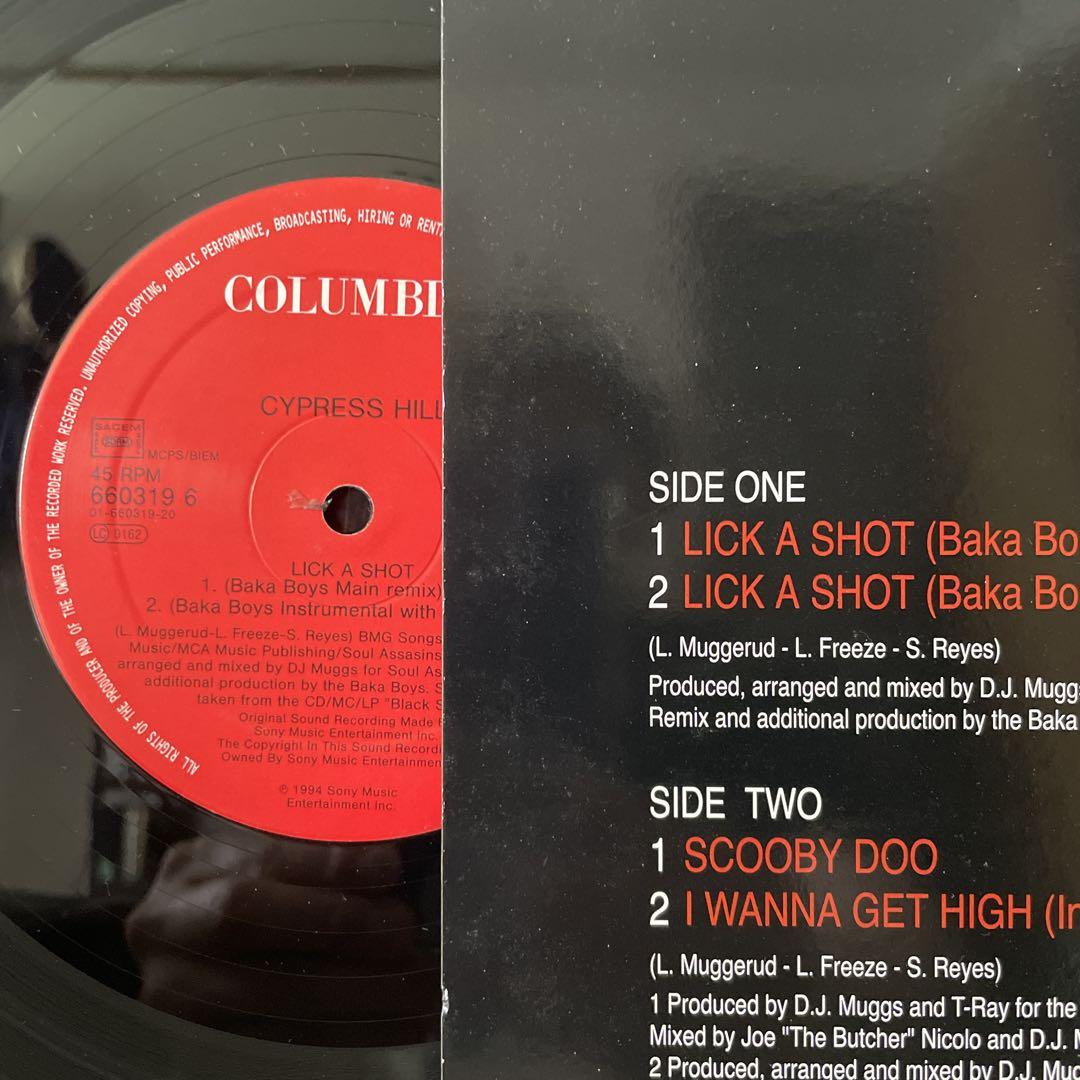 ALL RIGHTS OF THE PRODUCER AND OF THE OWNER OF THE RECORDED WORK RESERVED. UNAUTHORIZED COPYING, PUBLIC PERFORMANCE, BROADCASTING, HIRING OR RENT
COLUMBI
CYPRESS HILL
SACEM
MCPS/BIEM
45 RPM
660319 6
01-660319-20
LC 0162
LICK A SHOT
1. (Baka Boys Main remix)
2. (Baka Boys Instrumental with
(L. Muggerud-L. Freeze-S. Reyes) BMG Songs
Music/MCA Music Publishing/Soul Assasins
arranged and mixed by DJ Muggs for Soul As
additional production by the Baka Boys. S
taken from the CD/MC/LP "Black S
Original Sound Recording Made
Sony Music Entertainment Inc.
The Copyright In This Sound Recordi
Owned By Sony Music Entertainmen
℗ 1994 Sony Music
Entertainment Inc.
SIDE ONE
1 LICK A SHOT (Baka Bo
2 LICK A SHOT (Baka Bo
(L. Muggerud - L. Freeze - S. Reyes)
Produced, arranged and mixed by D.J. Mugg
Remix and additional production by the Baka
SIDE TWO
1 SCOOBY DOO
2 I WANNA GET HIGH (In
(L. Muggerud - L. Freeze - S. Reyes)
1 Produced by D.J. Muggs and T-Ray for the
Mixed by Joe "The Butcher" Nicolo and D.J. M
2 Produced, arranged and mixed by D.J. Mug